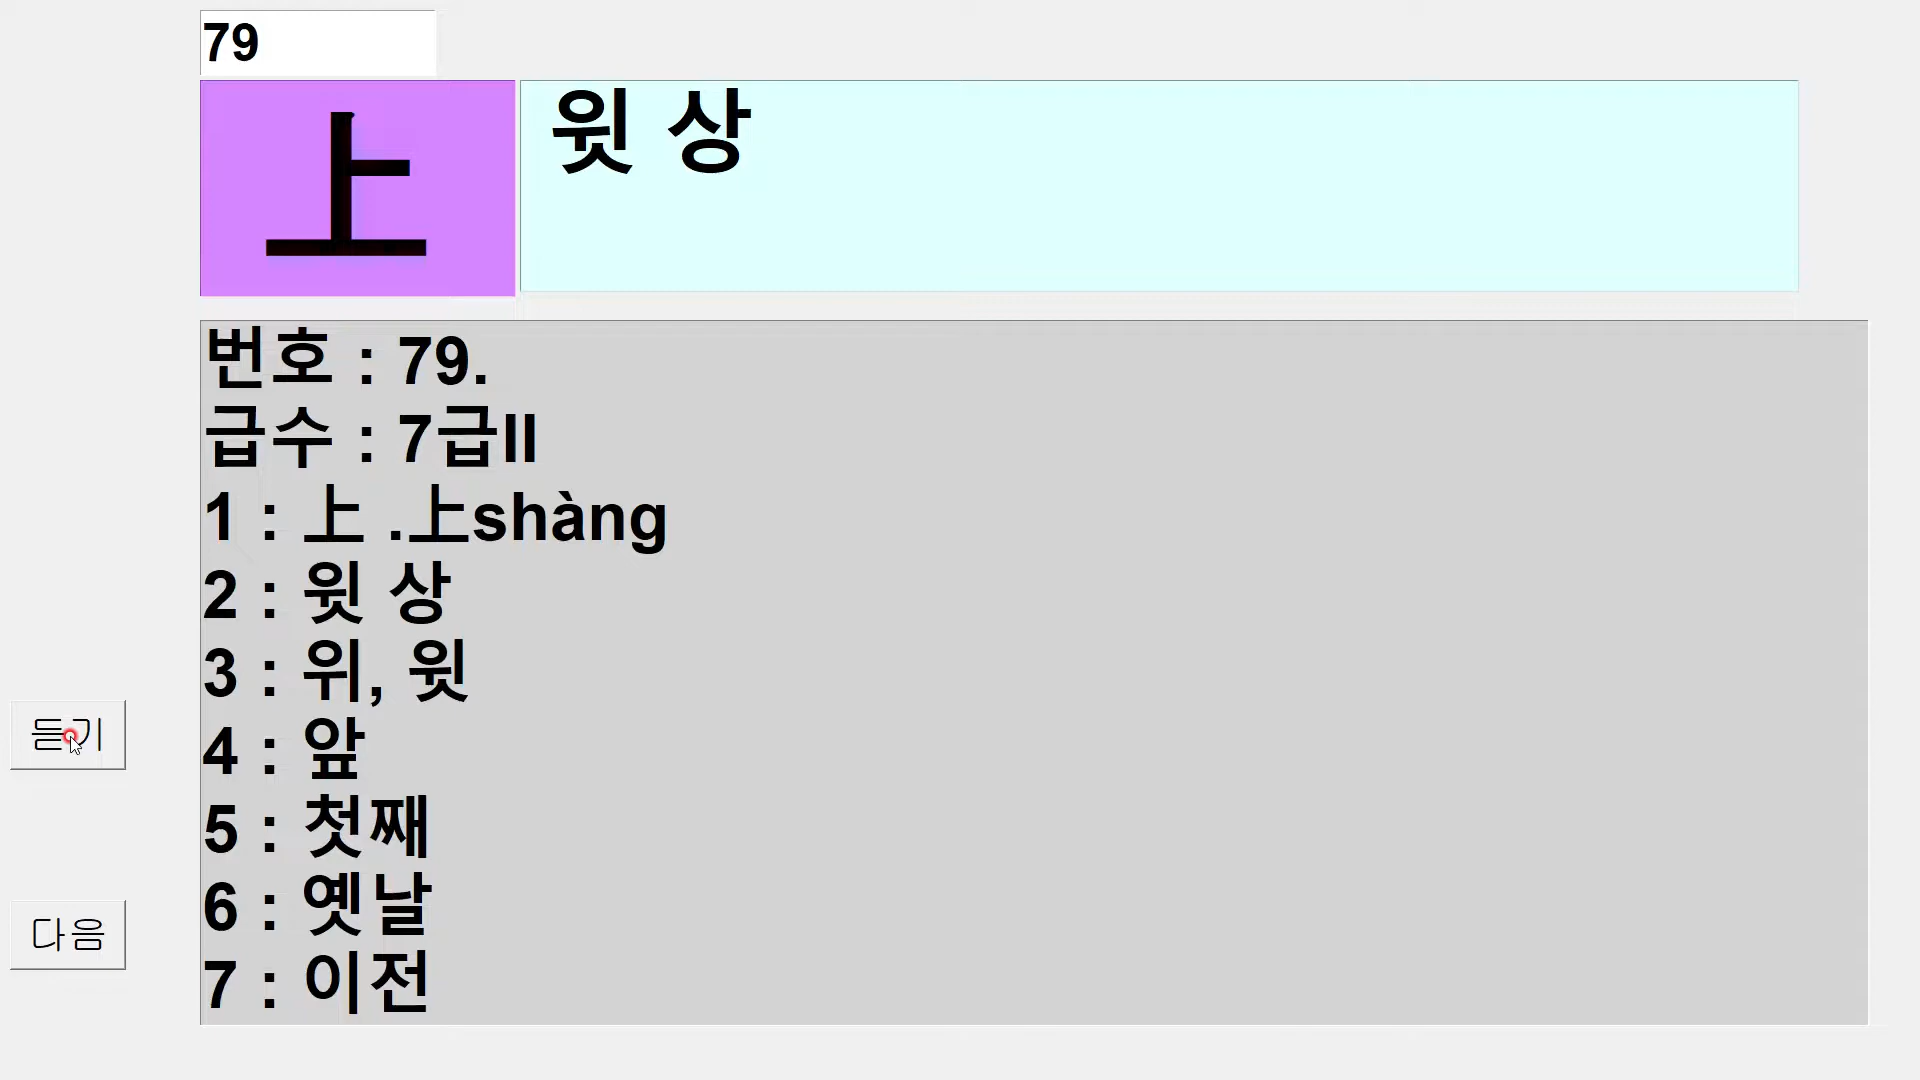 79
上
윗 상
번호 : 79.
급수 : 7급II
1 : 上 .上shàng
2 : 윗 상
3 : 위, 윗
4 : 앞
5 : 첫째
6 : 옛날
7 : 이전
듣기
다음